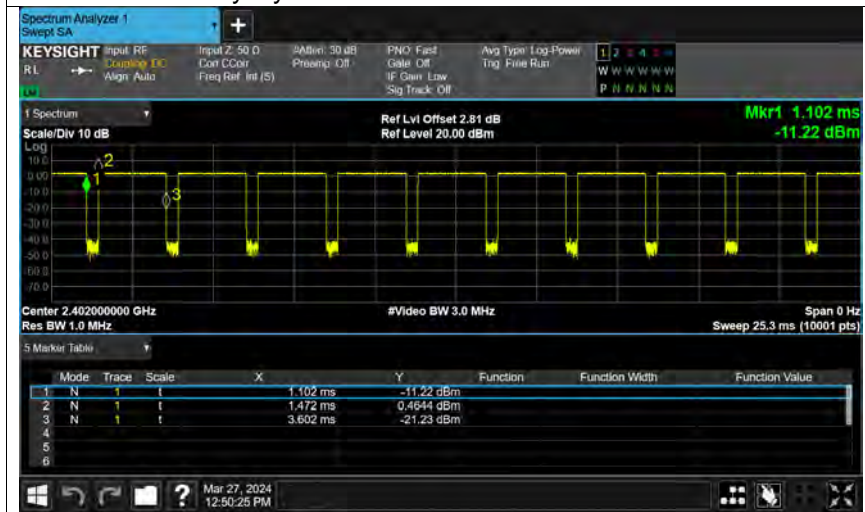 Spectrum Analyzer 1
Swept SA
+
KEYSIGHT Input: RF Input Z: 50 Ω #Atten: 30 dB PNO: Fast Avg Type: Log-Power 1 2 3 4 5 6
RL Coupling: DC Corr CCorr Preamp: Off Gate: Off Trig: Free Run W W W W W W
Align: Auto Freq Ref: Int (S) IF Gain: Low P N N N N N
Sig Track: Off
1 Spectrum Ref Lvl Offset 2.81 dB Mkr1 1.102 ms
Scale/Div 10 dB Ref Level 20.00 dBm -11.22 dBm
Log
10.0
0.00
-10.0
-20.0
-30.0
-40.0
-50.0
-60.0
-70.0
1
2
3
Center 2.402000000 GHz #Video BW 3.0 MHz Span 0 Hz
Res BW 1.0 MHz Sweep 25.3 ms (10001 pts)
5 Marker Table
Mode Trace Scale X Y Function Function Width Function Value
1 N 1 t 1.102 ms -11.22 dBm
2 N 1 t 1.472 ms 0.4644 dBm
3 N 1 t 3.602 ms -21.23 dBm
4
5
6
? Mar 27, 2024
12:50:25 PM